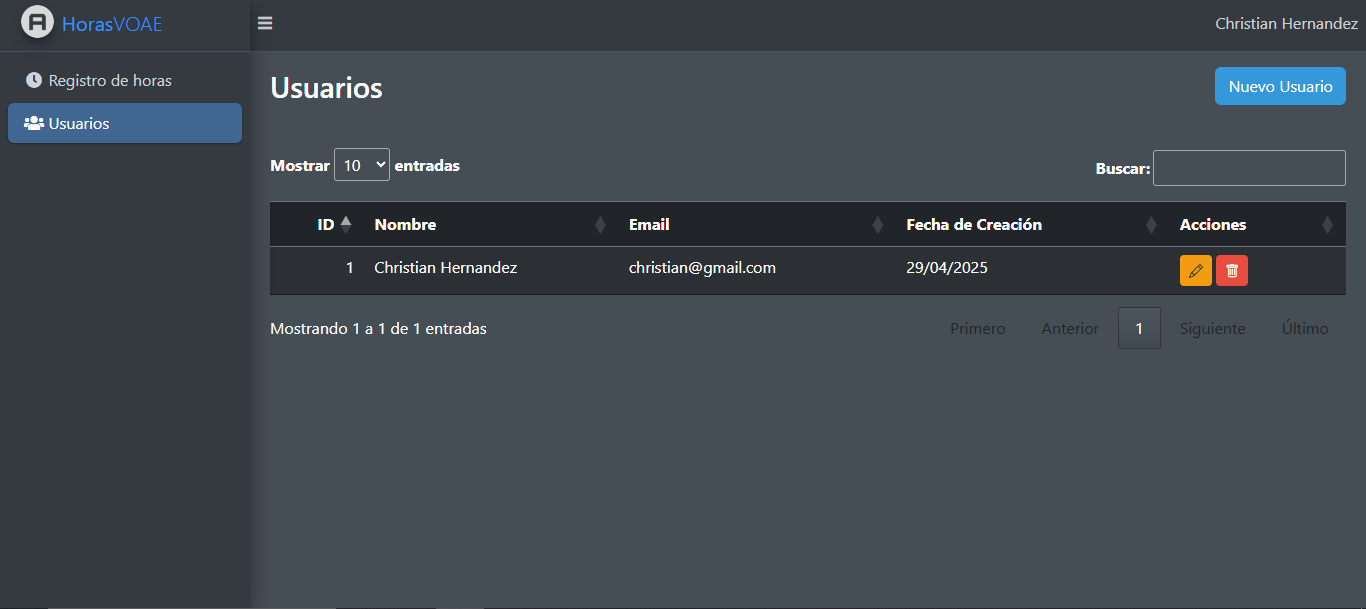 HorasVOAE
Christian Hernandez
Registro de horas
Usuarios
Usuarios
Nuevo Usuario
Mostrar 10 entradas
Buscar:
ID Nombre Email Fecha de Creación Acciones
1 Christian Hernandez christian@gmail.com 29/04/2025
Mostrando 1 a 1 de 1 entradas
Primero Anterior 1 Siguiente Último